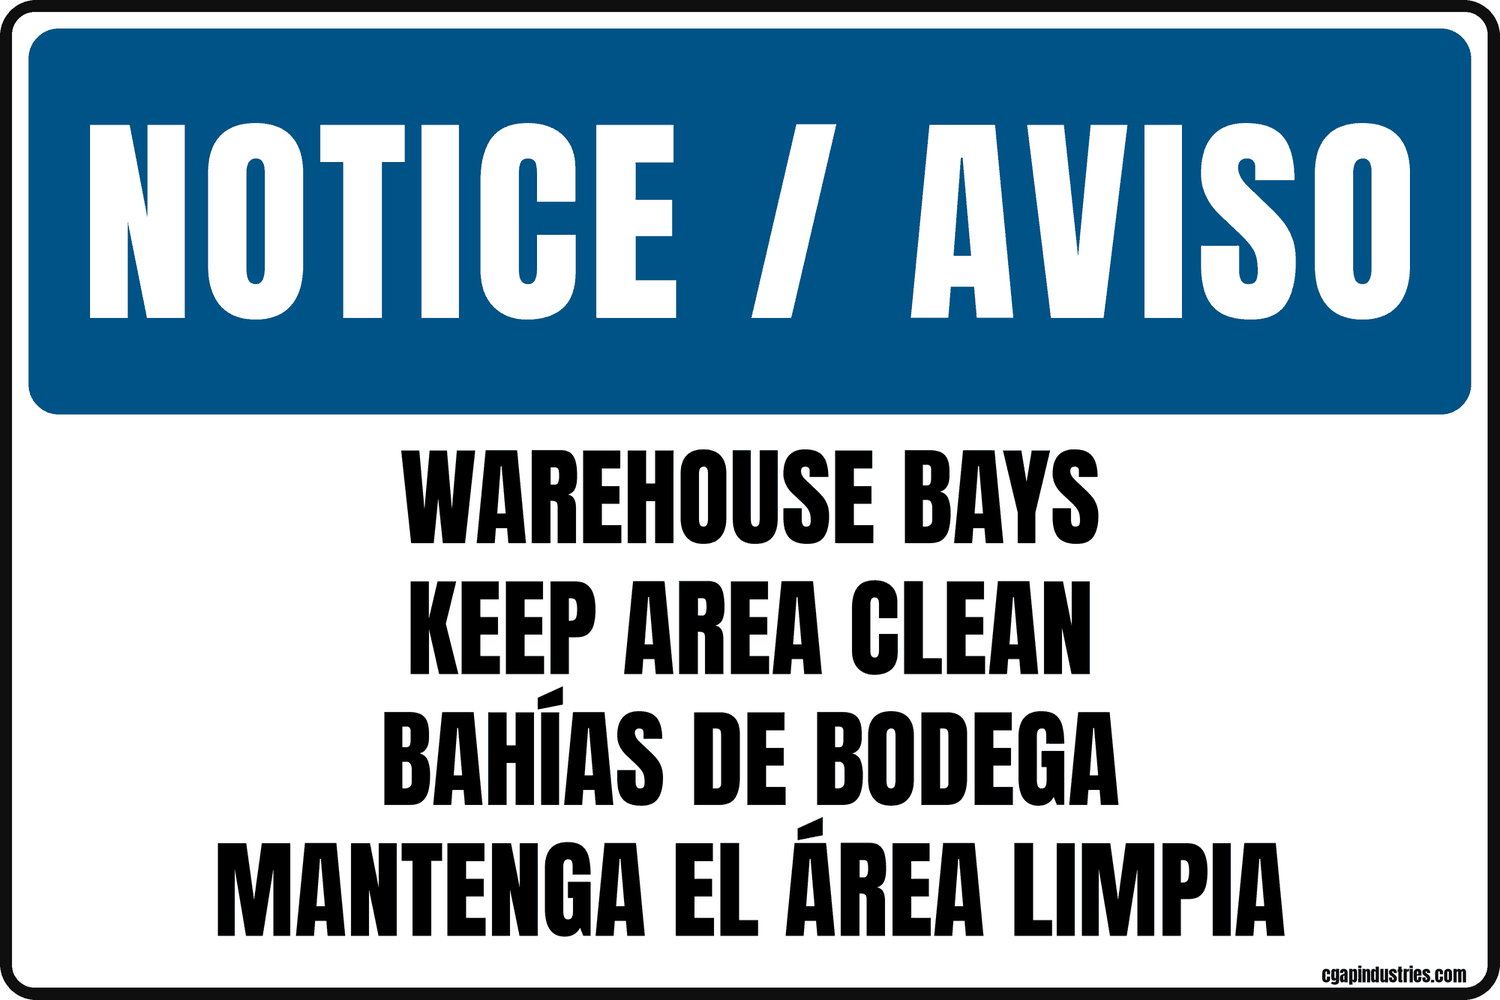 NOTICE / AVISO
WAREHOUSE BAYS
KEEP AREA CLEAN
BAHÍAS DE BODEGA
MANTENGA EL ÁREA LIMPIA
cgapindustries.com